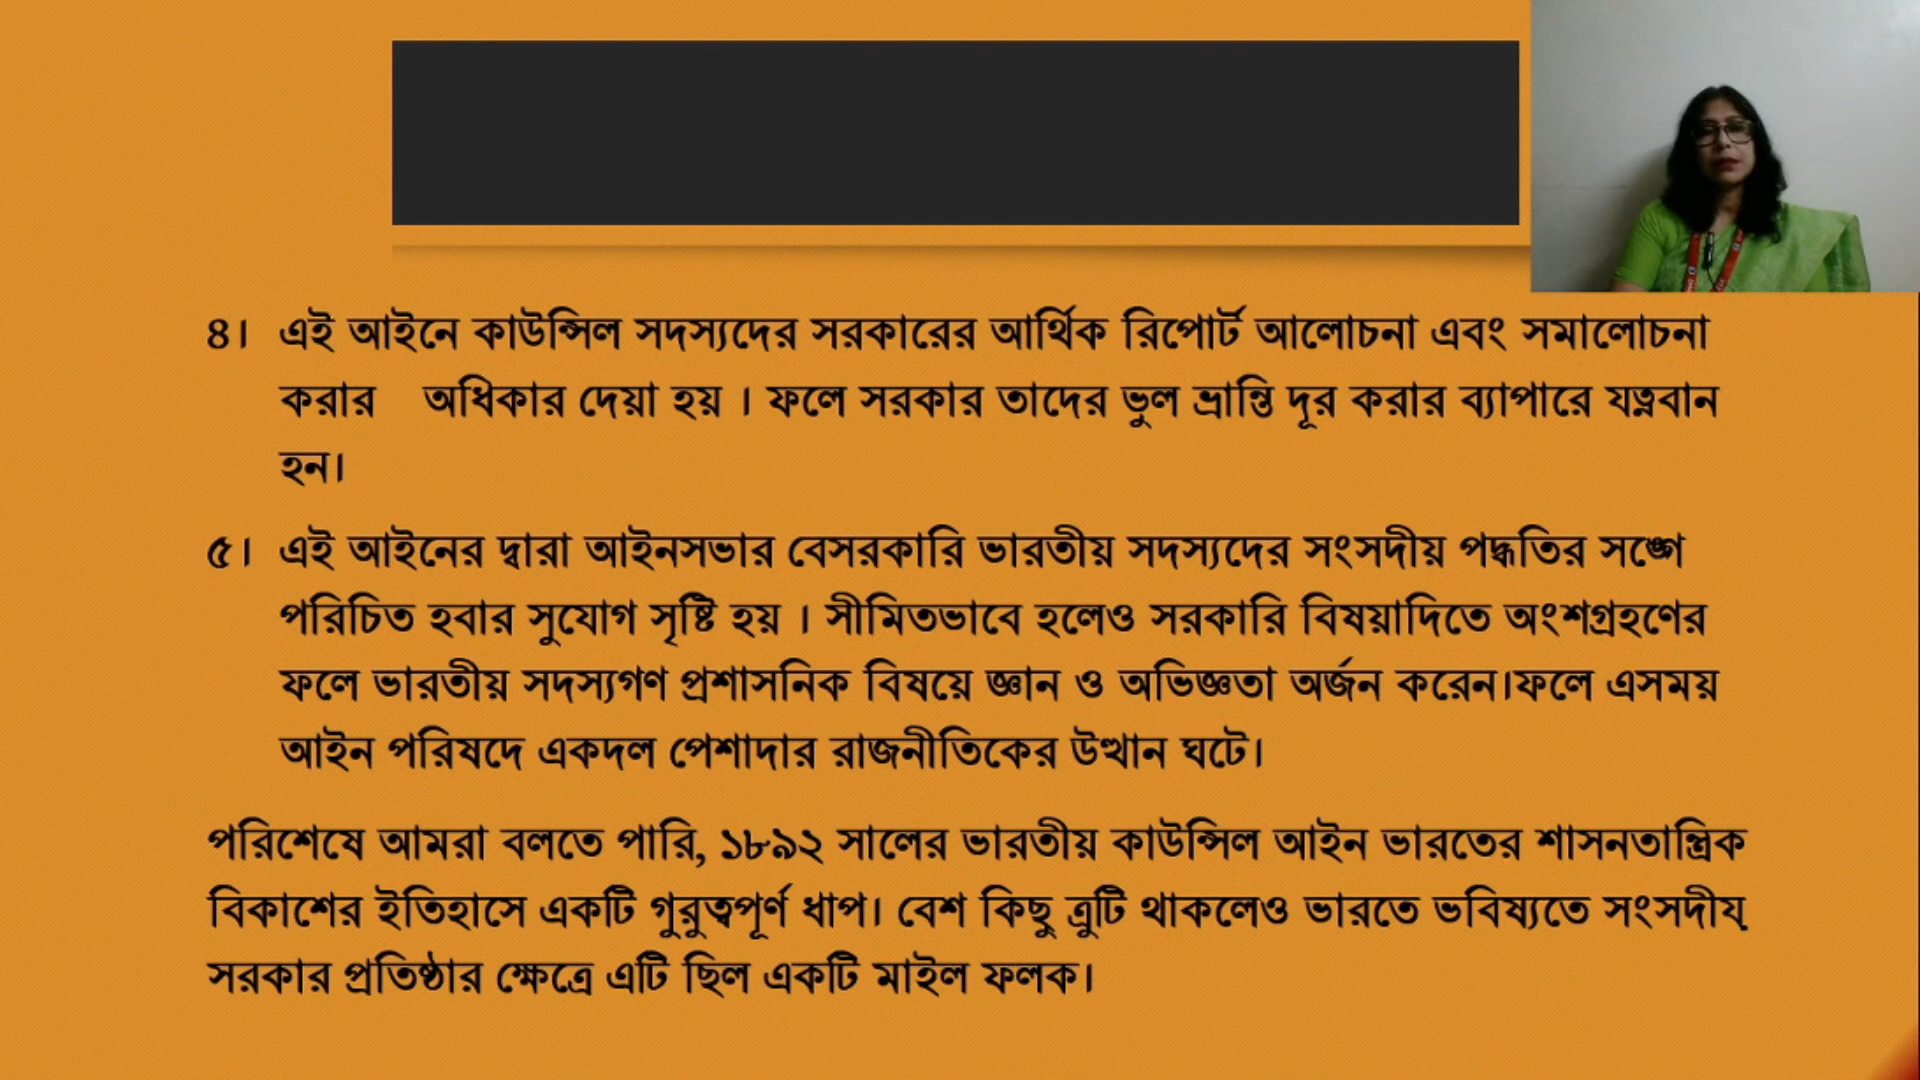 ৪। এই আইনে কাউন্সিল সদস্যদের সরকারের আর্থিক রিপোর্ট আলোচনা এবং সমালোচনা
করার অধিকার দেয়া হয় । ফলে সরকার তাদের ভুল ভ্রান্তি দূর করার ব্যাপারে যত্নবান
হন।
৫। এই আইনের দ্বারা আইনসভার বেসরকারি ভারতীয় সদস্যদের সংসদীয় পদ্ধতির সঙ্গে
পরিচিত হবার সুযোগ সৃষ্টি হয় । সীমিতভাবে হলেও সরকারি বিষয়াদিতে অংশগ্রহণের
ফলে ভারতীয় সদস্যগণ প্রশাসনিক বিষয়ে জ্ঞান ও অভিজ্ঞতা অর্জন করেন।ফলে এসময়
আইন পরিষদে একদল পেশাদার রাজনীতিকের উত্থান ঘটে।
পরিশেষে আমরা বলতে পারি, ১৮৯২ সালের ভারতীয় কাউন্সিল আইন ভারতের শাসনতান্ত্রিক
বিকাশের ইতিহাসে একটি গুরুত্বপূর্ণ ধাপ। বেশ কিছু ত্রুটি থাকলেও ভারতে ভবিষ্যতে সংসদীয়
সরকার প্রতিষ্ঠার ক্ষেত্রে এটি ছিল একটি মাইল ফলক।